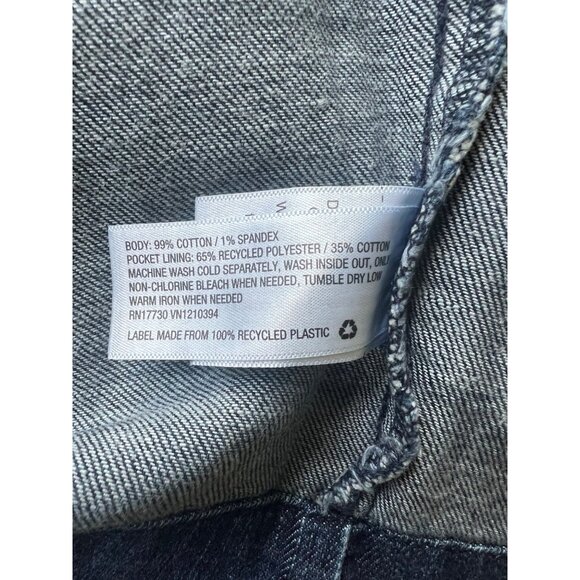 BODY: 99% COTTON / 1% SPANDEX
POCKET LINING: 65% RECYCLED POLYESTER / 35% COTTON
MACHINE WASH COLD SEPARATELY, WASH INSIDE OUT, ONLY
NON-CHLORINE BLEACH WHEN NEEDED, TUMBLE DRY LOW
WARM IRON WHEN NEEDED
RN17730 VN1210394
LABEL MADE FROM 100% RECYCLED PLASTIC